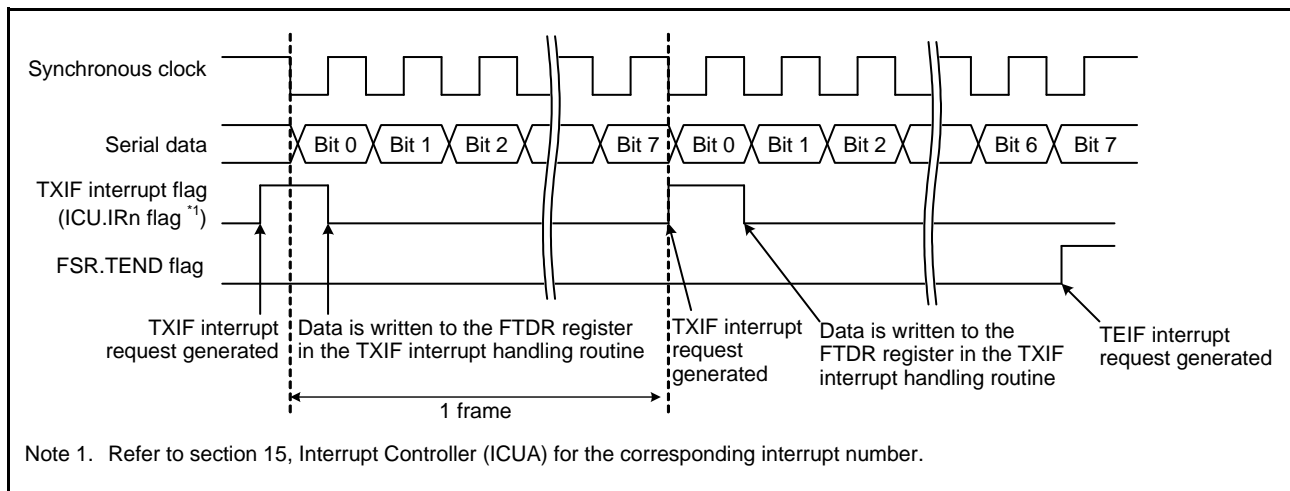 Synchronous clock
Serial data
Bit 0 Bit 1 Bit 2 Bit 7 Bit 0 Bit 1 Bit 2 Bit 6 Bit 7
TXIF interrupt flag
(ICU.IRn flag *1)
FSR.TEND flag
TXIF interrupt
request generated
Data is written to the FTDR register
in the TXIF interrupt handling routine
TXIF interrupt
request
generated
Data is written to the
FTDR register in the TXIF
interrupt handling routine
TEIF interrupt
request generated
1 frame
Note 1. Refer to section 15, Interrupt Controller (ICUA) for the corresponding interrupt number.